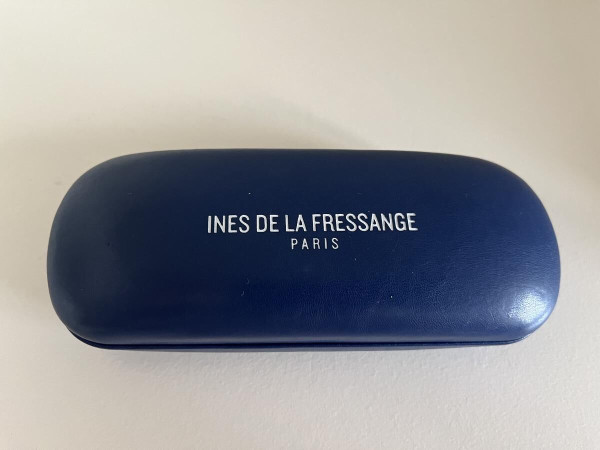 INES DE LA FRESSANGE
PARIS